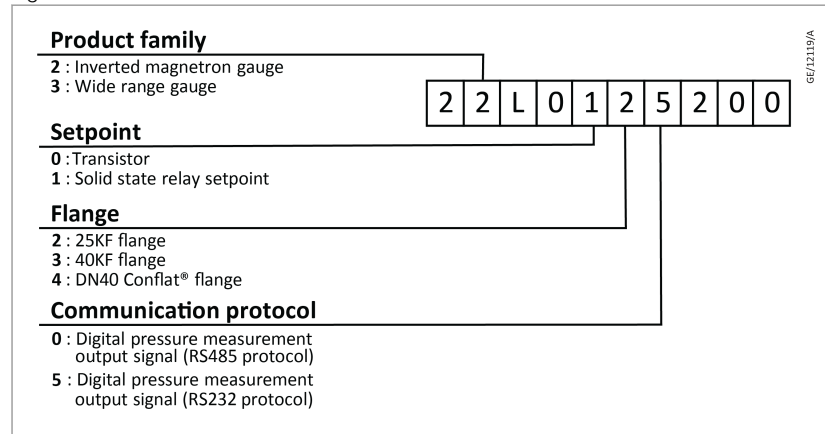 Product family
2 : Inverted magnetron gauge
3 : Wide range gauge
GE/12119/A
2 2 L 0 1 2 5 2 0 0
Setpoint
0 : Transistor
1 : Solid state relay setpoint
Flange
2 : 25KF flange
3 : 40KF flange
4 : DN40 Conflat® flange
Communication protocol
0 : Digital pressure measurement
output signal (RS485 protocol)
5 : Digital pressure measurement
output signal (RS232 protocol)